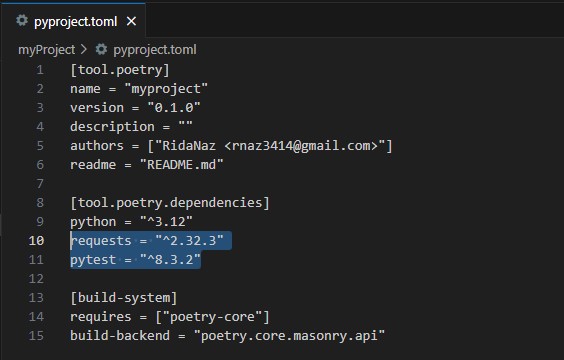 pyproject.toml
myProject > pyproject.toml
1 [tool.poetry]
2 name = "myproject"
3 version = "0.1.0"
4 description = ""
5 authors = ["RidaNaz <rnaz3414@gmail.com>"]
6 readme = "README.md"
7
8 [tool.poetry.dependencies]
9 python = "^3.12"
10 requests = "^2.32.3"
11 pytest = "^8.3.2"
12
13 [build-system]
14 requires = ["poetry-core"]
15 build-backend = "poetry.core.masonry.api"